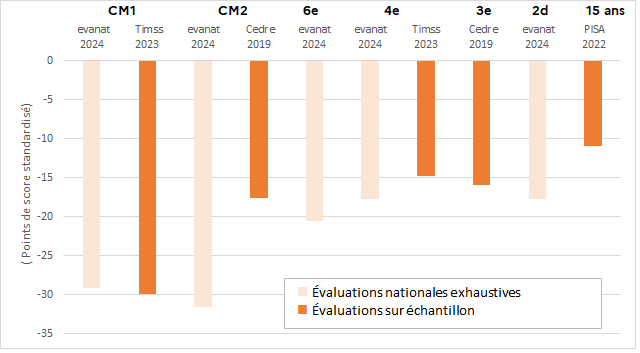 CM1 CM2 6e 4e 3e 2d 15 ans
evanat Timss evanat Cedre evanat evanat Timss Cedre evanat PISA
2024 2023 2024 2019 2024 2024 2023 2019 2024 2022
0
-5
-10
-15
-20
-25
-30
-35
( Points de score standardisé)
Évaluations nationales exhaustives
Évaluations sur échantillon